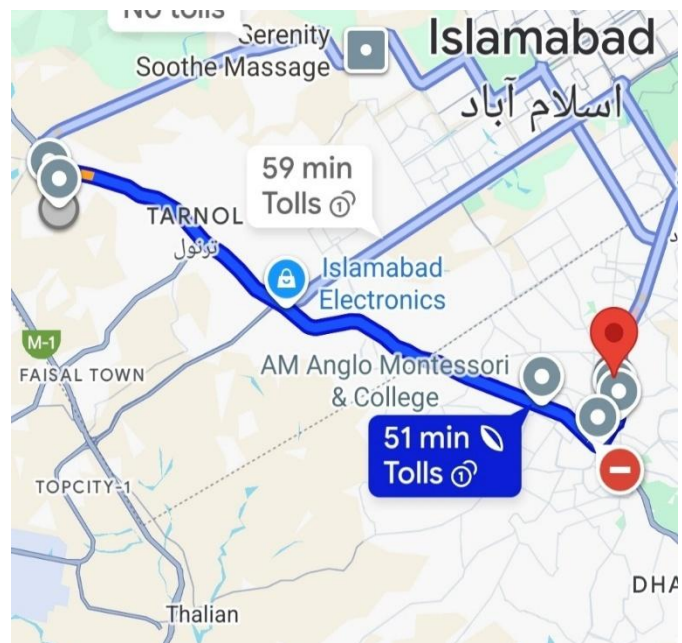 No tolls
Serenity
Soothe Massage
Islamabad
اسلام آباد
59 min
Tolls
TARNOL
ترنول
Islamabad
Electronics
M-1
FAISAL TOWN
AM Anglo Montessori
& College
51 min
Tolls
TOPCITY-1
DHA
Thalian